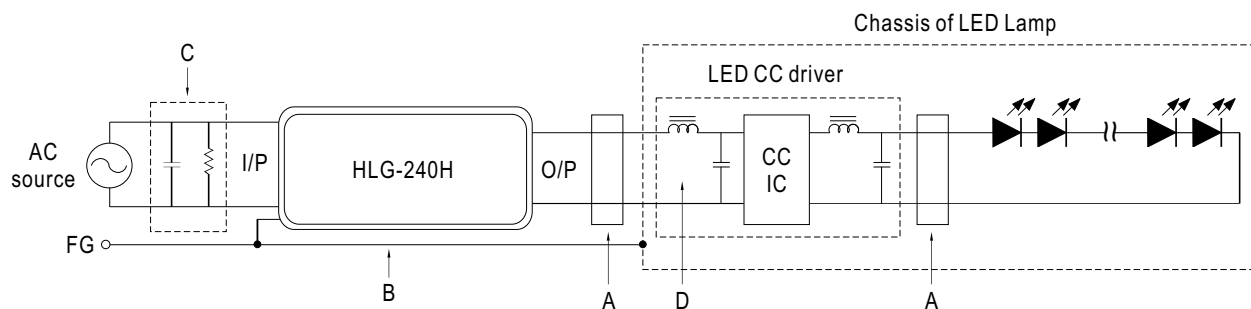 Chassis of LED Lamp
C
LED CC driver
AC
source
I/P
HLG-240H
O/P
CC
IC
FG
B
A
D
A